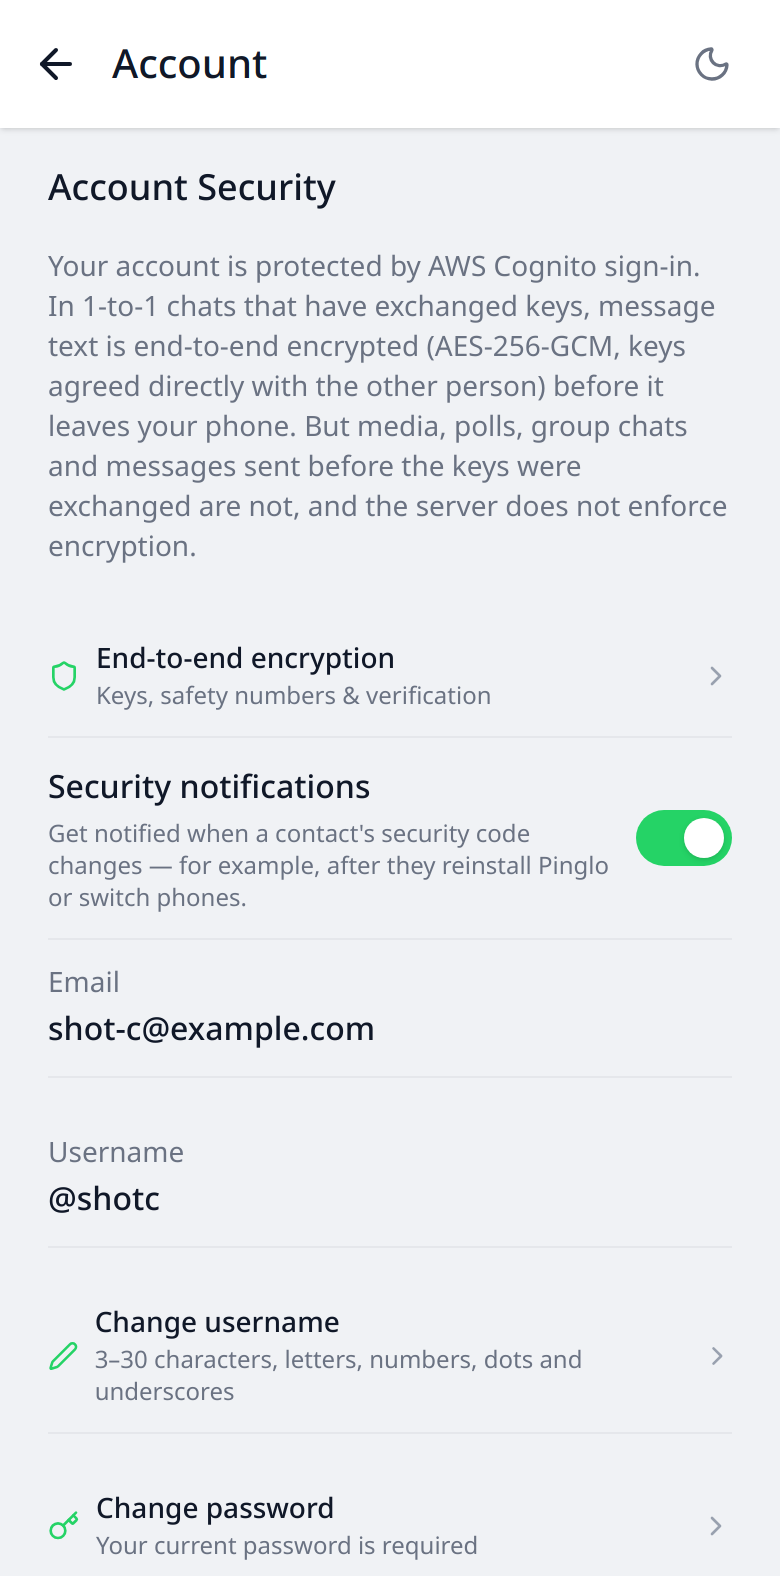 Account
Account Security
Your account is protected by AWS Cognito sign-in.
In 1-to-1 chats that have exchanged keys, message
text is end-to-end encrypted (AES-256-GCM, keys
agreed directly with the other person) before it
leaves your phone. But media, polls, group chats
and messages sent before the keys were
exchanged are not, and the server does not enforce
encryption.
End-to-end encryption
Keys, safety numbers & verification
Security notifications
Get notified when a contact's security code
changes — for example, after they reinstall Pinglo
or switch phones.
Email
shot-c@example.com
Username
@shotc
Change username
3–30 characters, letters, numbers, dots and
underscores
Change password
Your current password is required